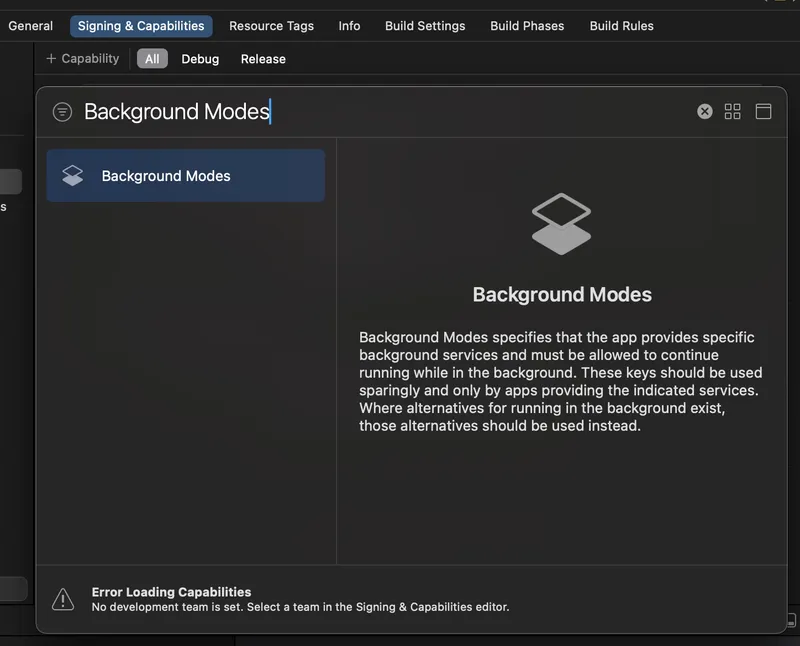 General Signing & Capabilities Resource Tags Info Build Settings Build Phases Build Rules
+ Capability All Debug Release
Background Modes
s
Background Modes
Background Modes
Background Modes specifies that the app provides specific
background services and must be allowed to continue
running while in the background. These keys should be used
sparingly and only by apps providing the indicated services.
Where alternatives for running in the background exist,
those alternatives should be used instead.
Error Loading Capabilities
No development team is set. Select a team in the Signing & Capabilities editor.